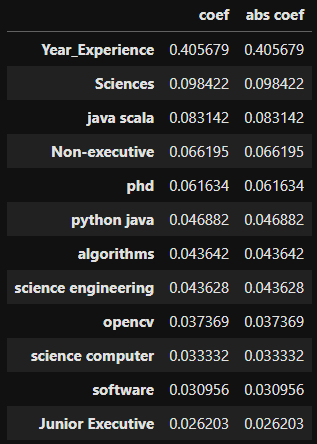 coef abs coef
Year_Experience 0.405679 0.405679
Sciences 0.098422 0.098422
java scala 0.083142 0.083142
Non-executive 0.066195 0.066195
phd 0.061634 0.061634
python java 0.046882 0.046882
algorithms 0.043642 0.043642
science engineering 0.043628 0.043628
opencv 0.037369 0.037369
science computer 0.033332 0.033332
software 0.030956 0.030956
Junior Executive 0.026203 0.026203